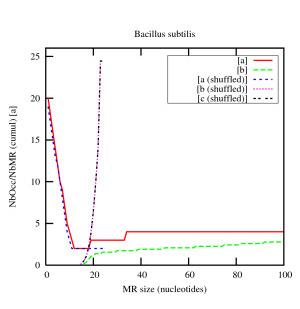 Bacillus subtilis
[a]
[b]
[a (shuffled)]
[b (shuffled)]
[c (shuffled)]
NbOcc/NbMR (cumul) [a]
25
20
15
10
5
0
0 20 40 60 80 100
MR size (nucleotides)